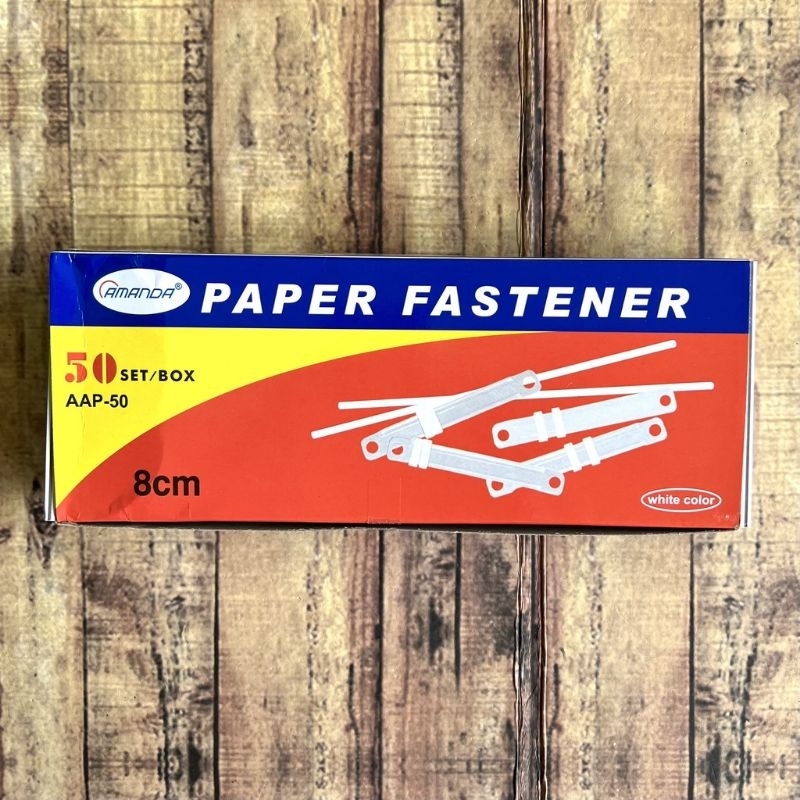 AMANDA® PAPER FASTENER
50 SET/BOX
AAP-50
8cm
white color